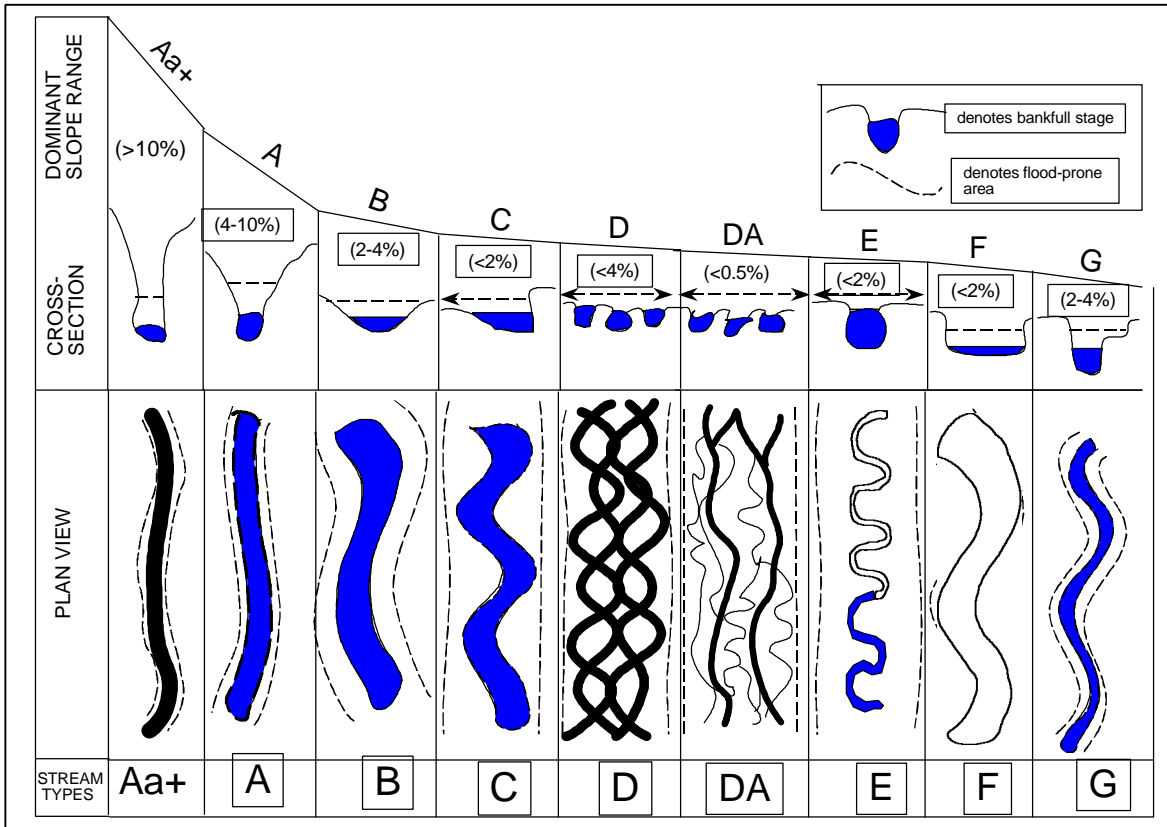 DOMINANT
SLOPE RANGE
Aa+
(>10%)
A
(4-10%)
B
(2-4%)
C
(<2%)
D
(<4%)
DA
(<0.5%)
E
(<2%)
F
(<2%)
G
(2-4%)
denotes bankfull stage
denotes flood-prone
area
CROSS-
SECTION
PLAN VIEW
STREAM
TYPES
Aa+
A
B
C
D
DA
E
F
G